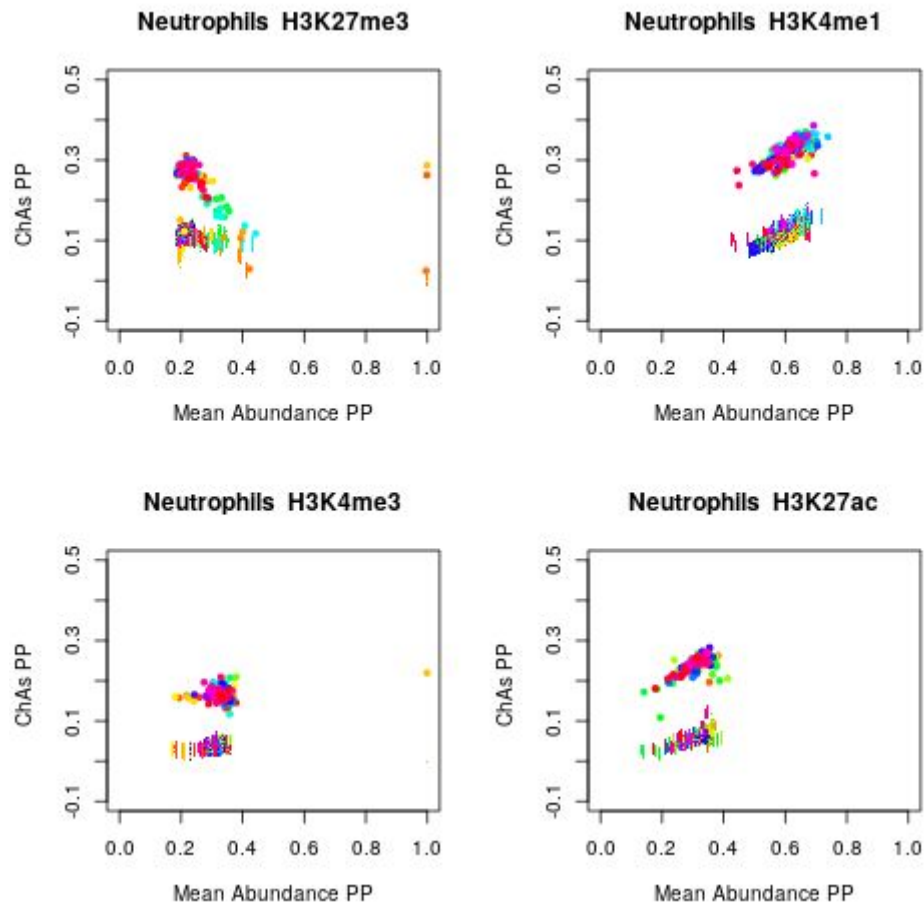 Neutrophils H3K27me3
0.5
0.3
0.1
-0.1
ChAs PP
0.0 0.2 0.4 0.6 0.8 1.0
Mean Abundance PP
Neutrophils H3K4me1
0.5
0.3
0.1
-0.1
ChAs PP
0.0 0.2 0.4 0.6 0.8 1.0
Mean Abundance PP
Neutrophils H3K4me3
0.5
0.3
0.1
-0.1
ChAs PP
0.0 0.2 0.4 0.6 0.8 1.0
Mean Abundance PP
Neutrophils H3K27ac
0.5
0.3
0.1
-0.1
ChAs PP
0.0 0.2 0.4 0.6 0.8 1.0
Mean Abundance PP